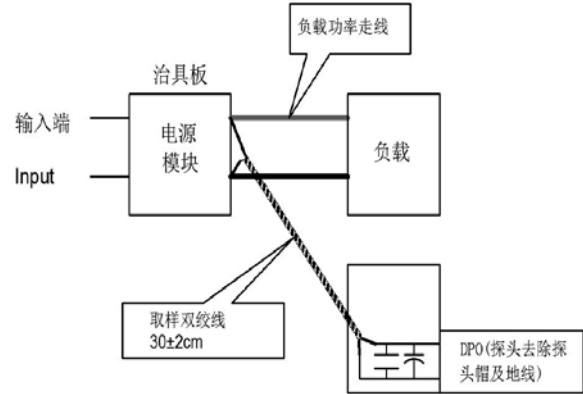 负载功率走线
治具板
输入端
Input
电源
模块
负载
取样双绞线
30±2cm
DPO(探头去除探
头帽及地线)